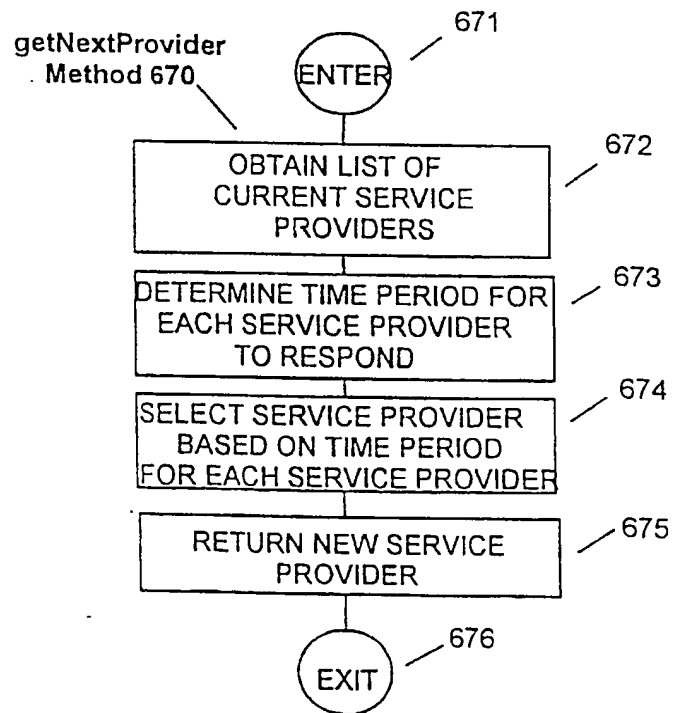 getNextProvider
Method 670
671
ENTER
672
OBTAIN LIST OF
CURRENT SERVICE
PROVIDERS
673
DETERMINE TIME PERIOD FOR
EACH SERVICE PROVIDER
TO RESPOND
674
SELECT SERVICE PROVIDER
BASED ON TIME PERIOD
FOR EACH SERVICE PROVIDER
675
RETURN NEW SERVICE
PROVIDER
676
EXIT